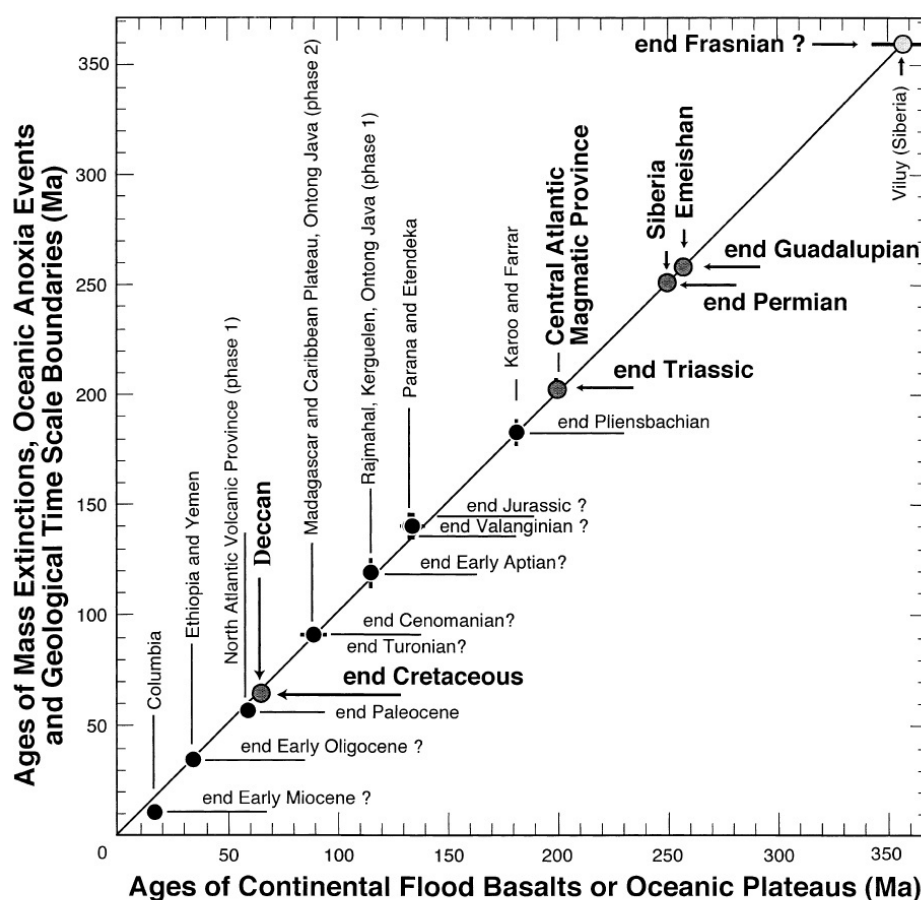 Ages of Mass Extinctions, Oceanic Anoxia Events
and Geological Time Scale Boundaries (Ma)
350
300
250
200
150
100
50
0
50
100
150
200
250
300
350
Ages of Continental Flood Basalts or Oceanic Plateaus (Ma)
Columbia
Ethiopia and Yemen
North Atlantic Volcanic Province (phase 1)
Deccan
Madagascar and Caribbean Plateau, Ontong Java (phase 2)
Rajmahal, Kerguelen, Ontong Java (phase 1)
Parana and Etendeka
Karoo and Farrar
Central Atlantic
Magmatic Province
Siberia
Emeishan
Viluy (Siberia)
end Frasnian ?
end Guadalupian
end Permian
end Triassic
end Pliensbachian
end Jurassic ?
end Valanginian ?
end Early Aptian?
end Cenomanian?
end Turonian?
end Cretaceous
end Paleocene
end Early Oligocene ?
end Early Miocene ?